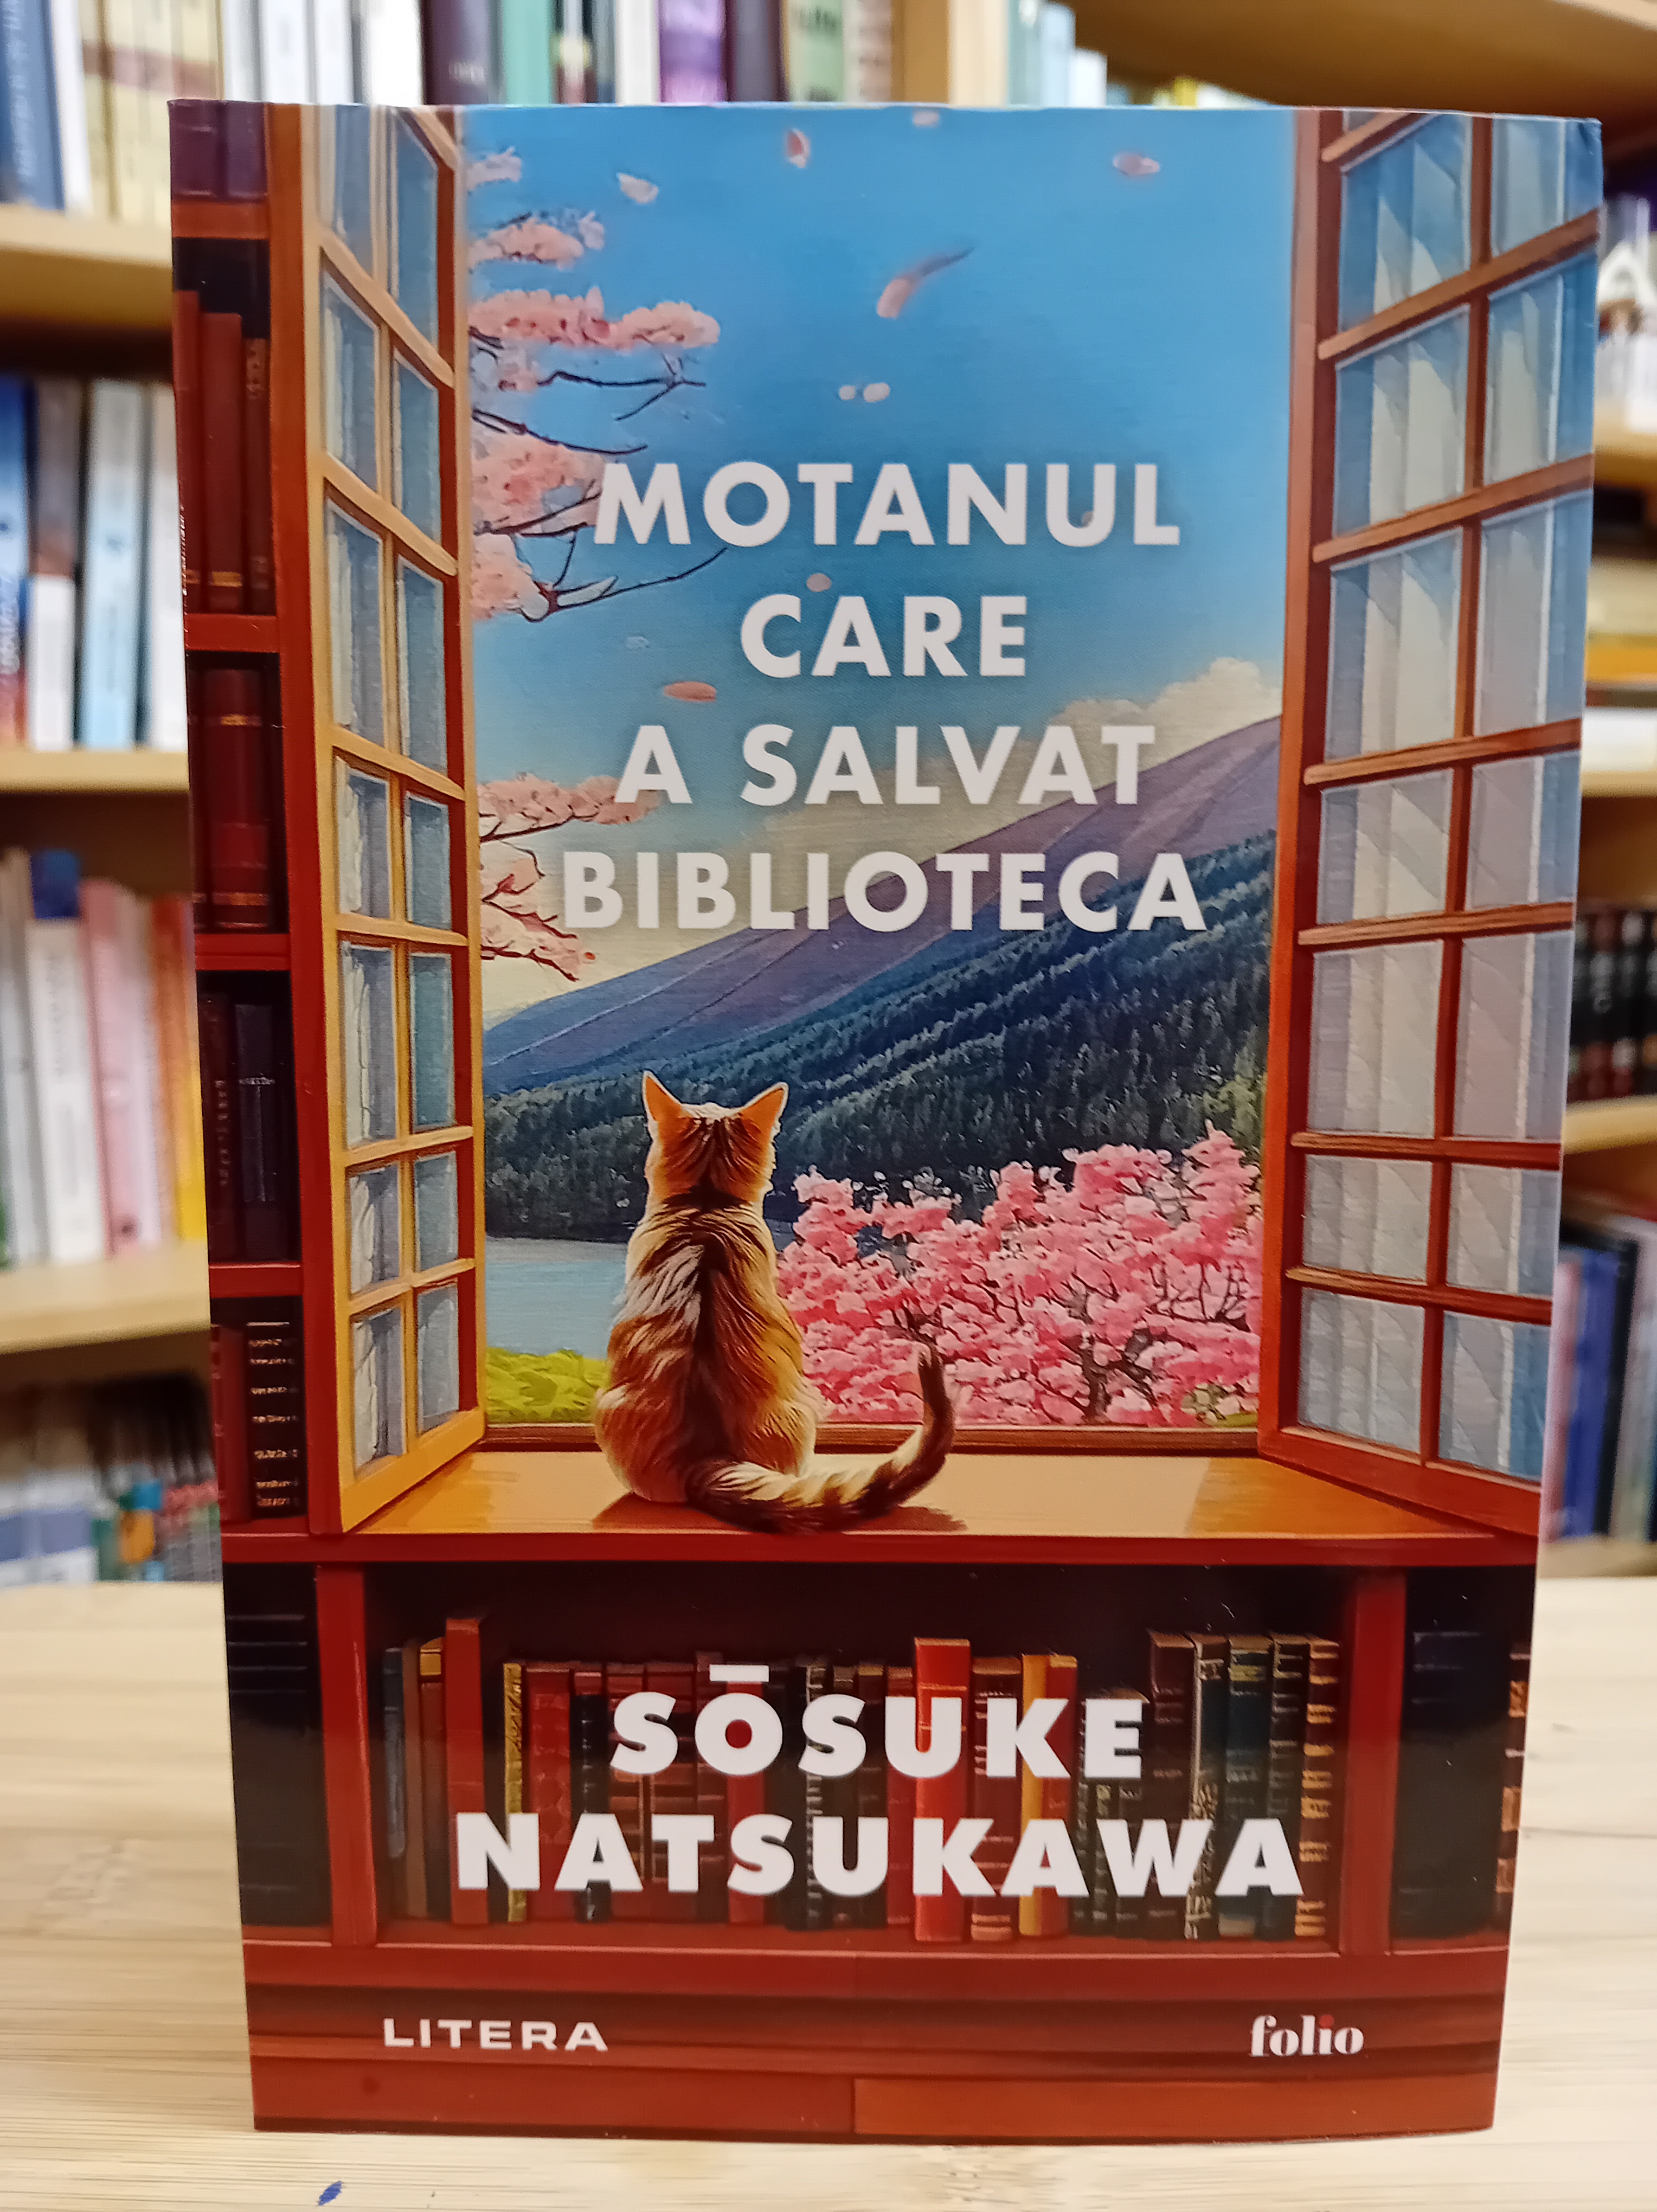 MOTANUL
CARE
A SALVAT
BIBLIOTECA
SŌSUKE
NATSUKAWA
LITERA
folio